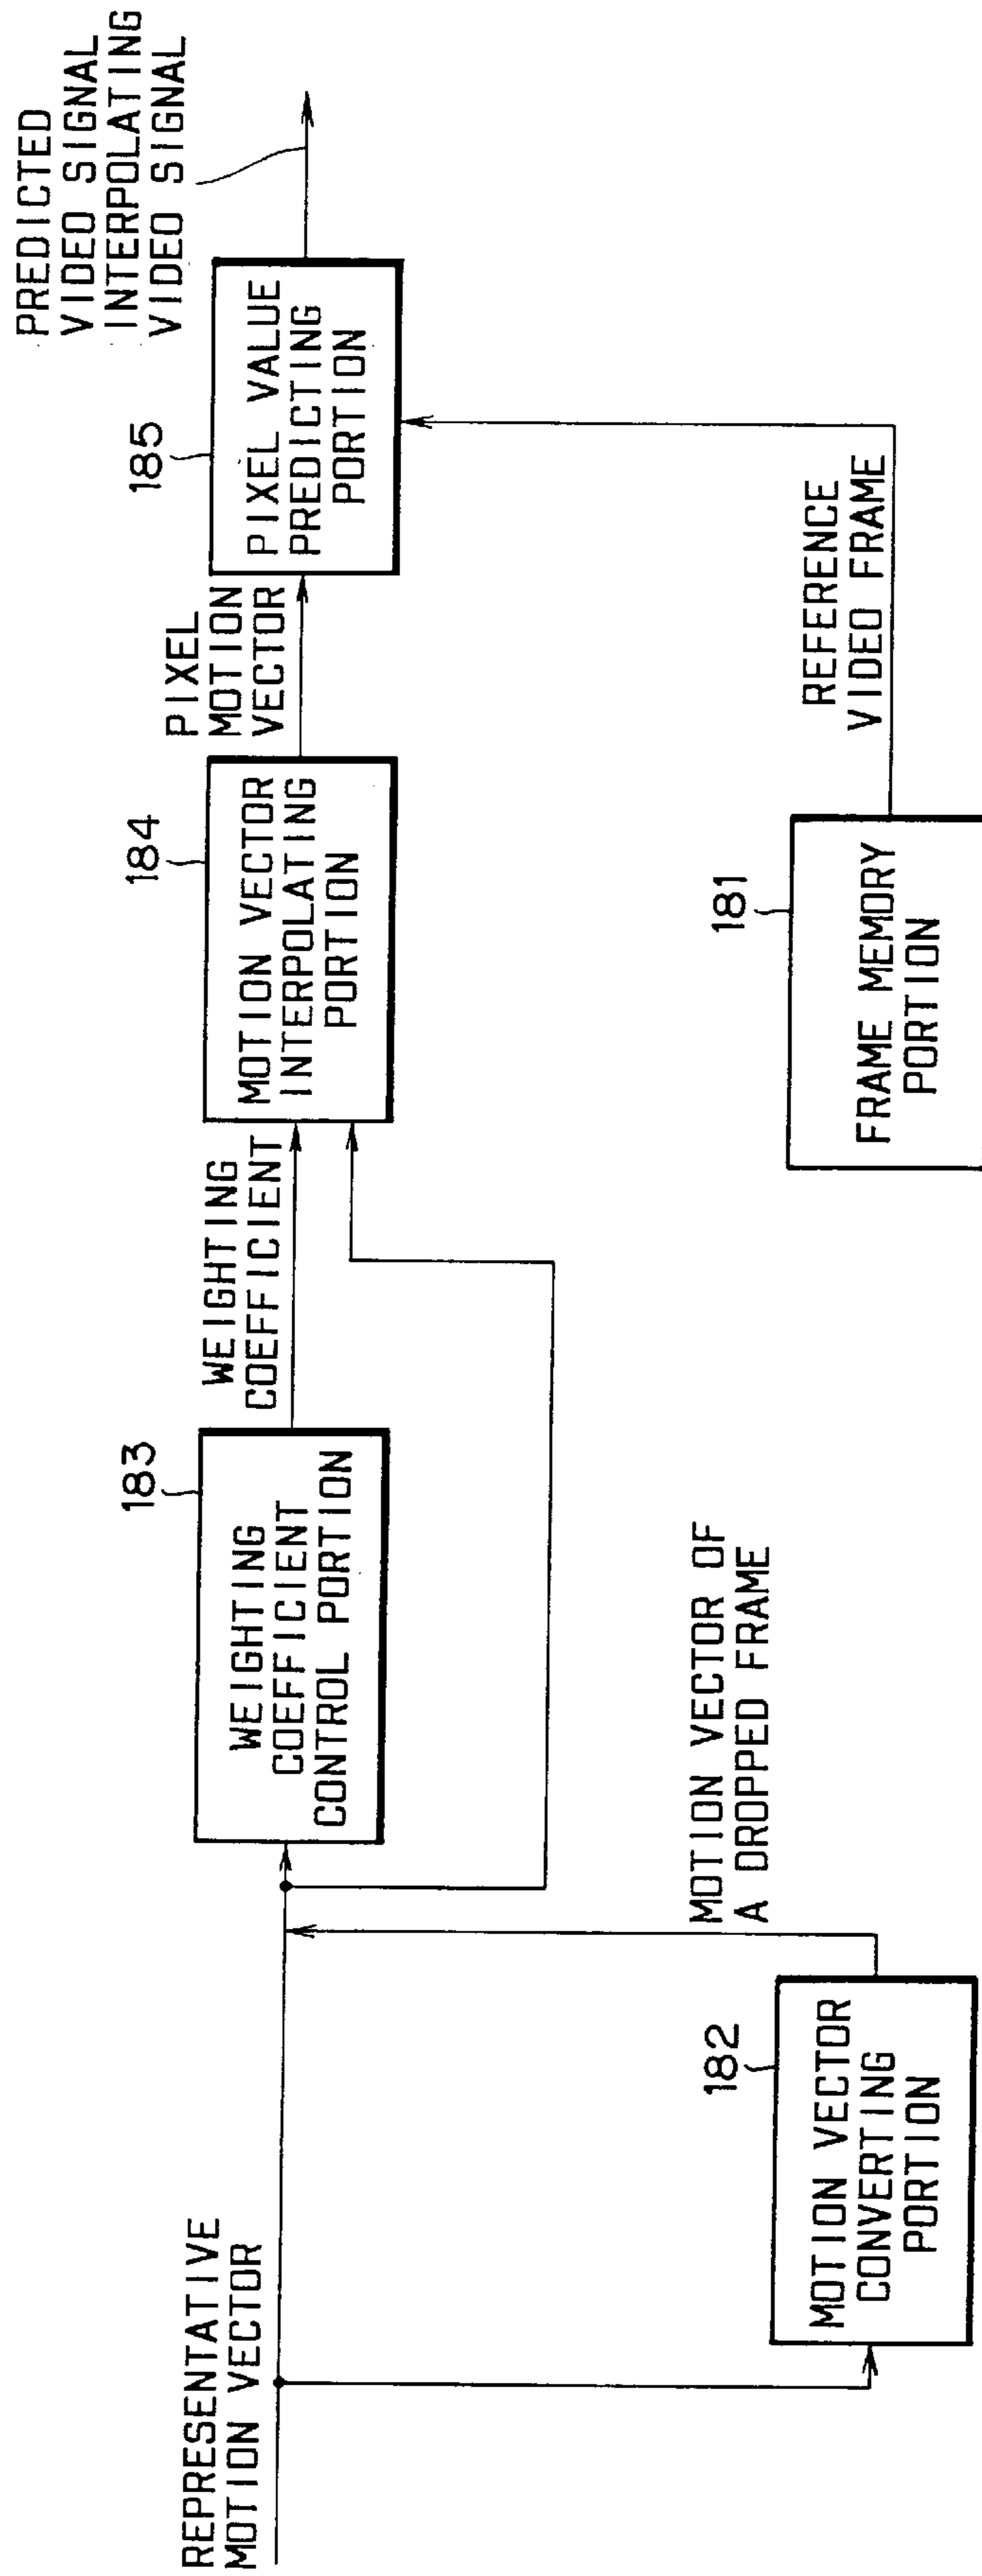 REPRESENTATIVE
MOTION VECTOR
183
WEIGHTING
COEFFICIENT
CONTROL PORTION
WEIGHTING
COEFFICIENT
184
MOTION VECTOR
INTERPOLATING
PORTION
PIXEL
MOTION
VECTOR
185
PIXEL VALUE
PREDICTING
PORTION
PREDICTED
VIDEO SIGNAL
INTERPOLATING
VIDEO SIGNAL
182
MOTION VECTOR
CONVERTING
PORTION
MOTION VECTOR OF
A DROPPED FRAME
181
FRAME MEMORY
PORTION
REFERENCE
VIDEO FRAME